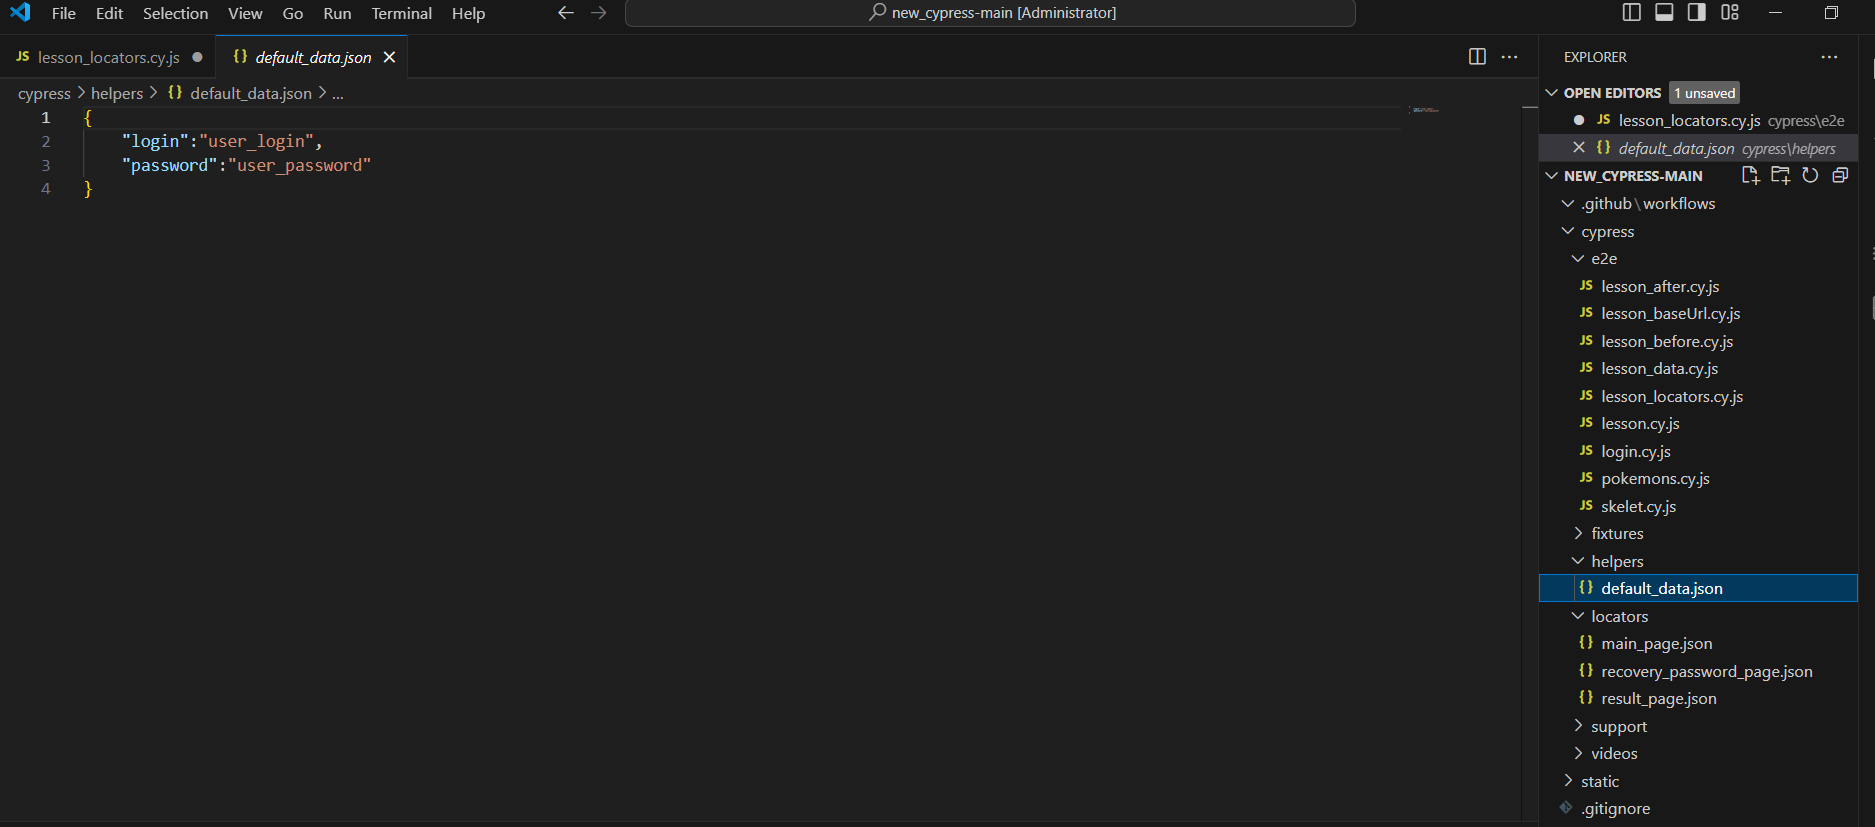 File Edit Selection View Go Run Terminal Help
new_cypress-main [Administrator]
JS lesson_locators.cy.js
{} default_data.json
cypress > helpers > {} default_data.json > ...
1 {
2 "login":"user_login",
3 "password":"user_password"
4 }
EXPLORER
OPEN EDITORS 1 unsaved
JS lesson_locators.cy.js cypress\e2e
{} default_data.json cypress\helpers
NEW_CYPRESS-MAIN
.github\workflows
cypress
e2e
JS lesson_after.cy.js
JS lesson_baseUrl.cy.js
JS lesson_before.cy.js
JS lesson_data.cy.js
JS lesson_locators.cy.js
JS lesson.cy.js
JS login.cy.js
JS pokemons.cy.js
JS skelet.cy.js
fixtures
helpers
{} default_data.json
locators
{} main_page.json
{} recovery_password_page.json
{} result_page.json
support
videos
static
.gitignore